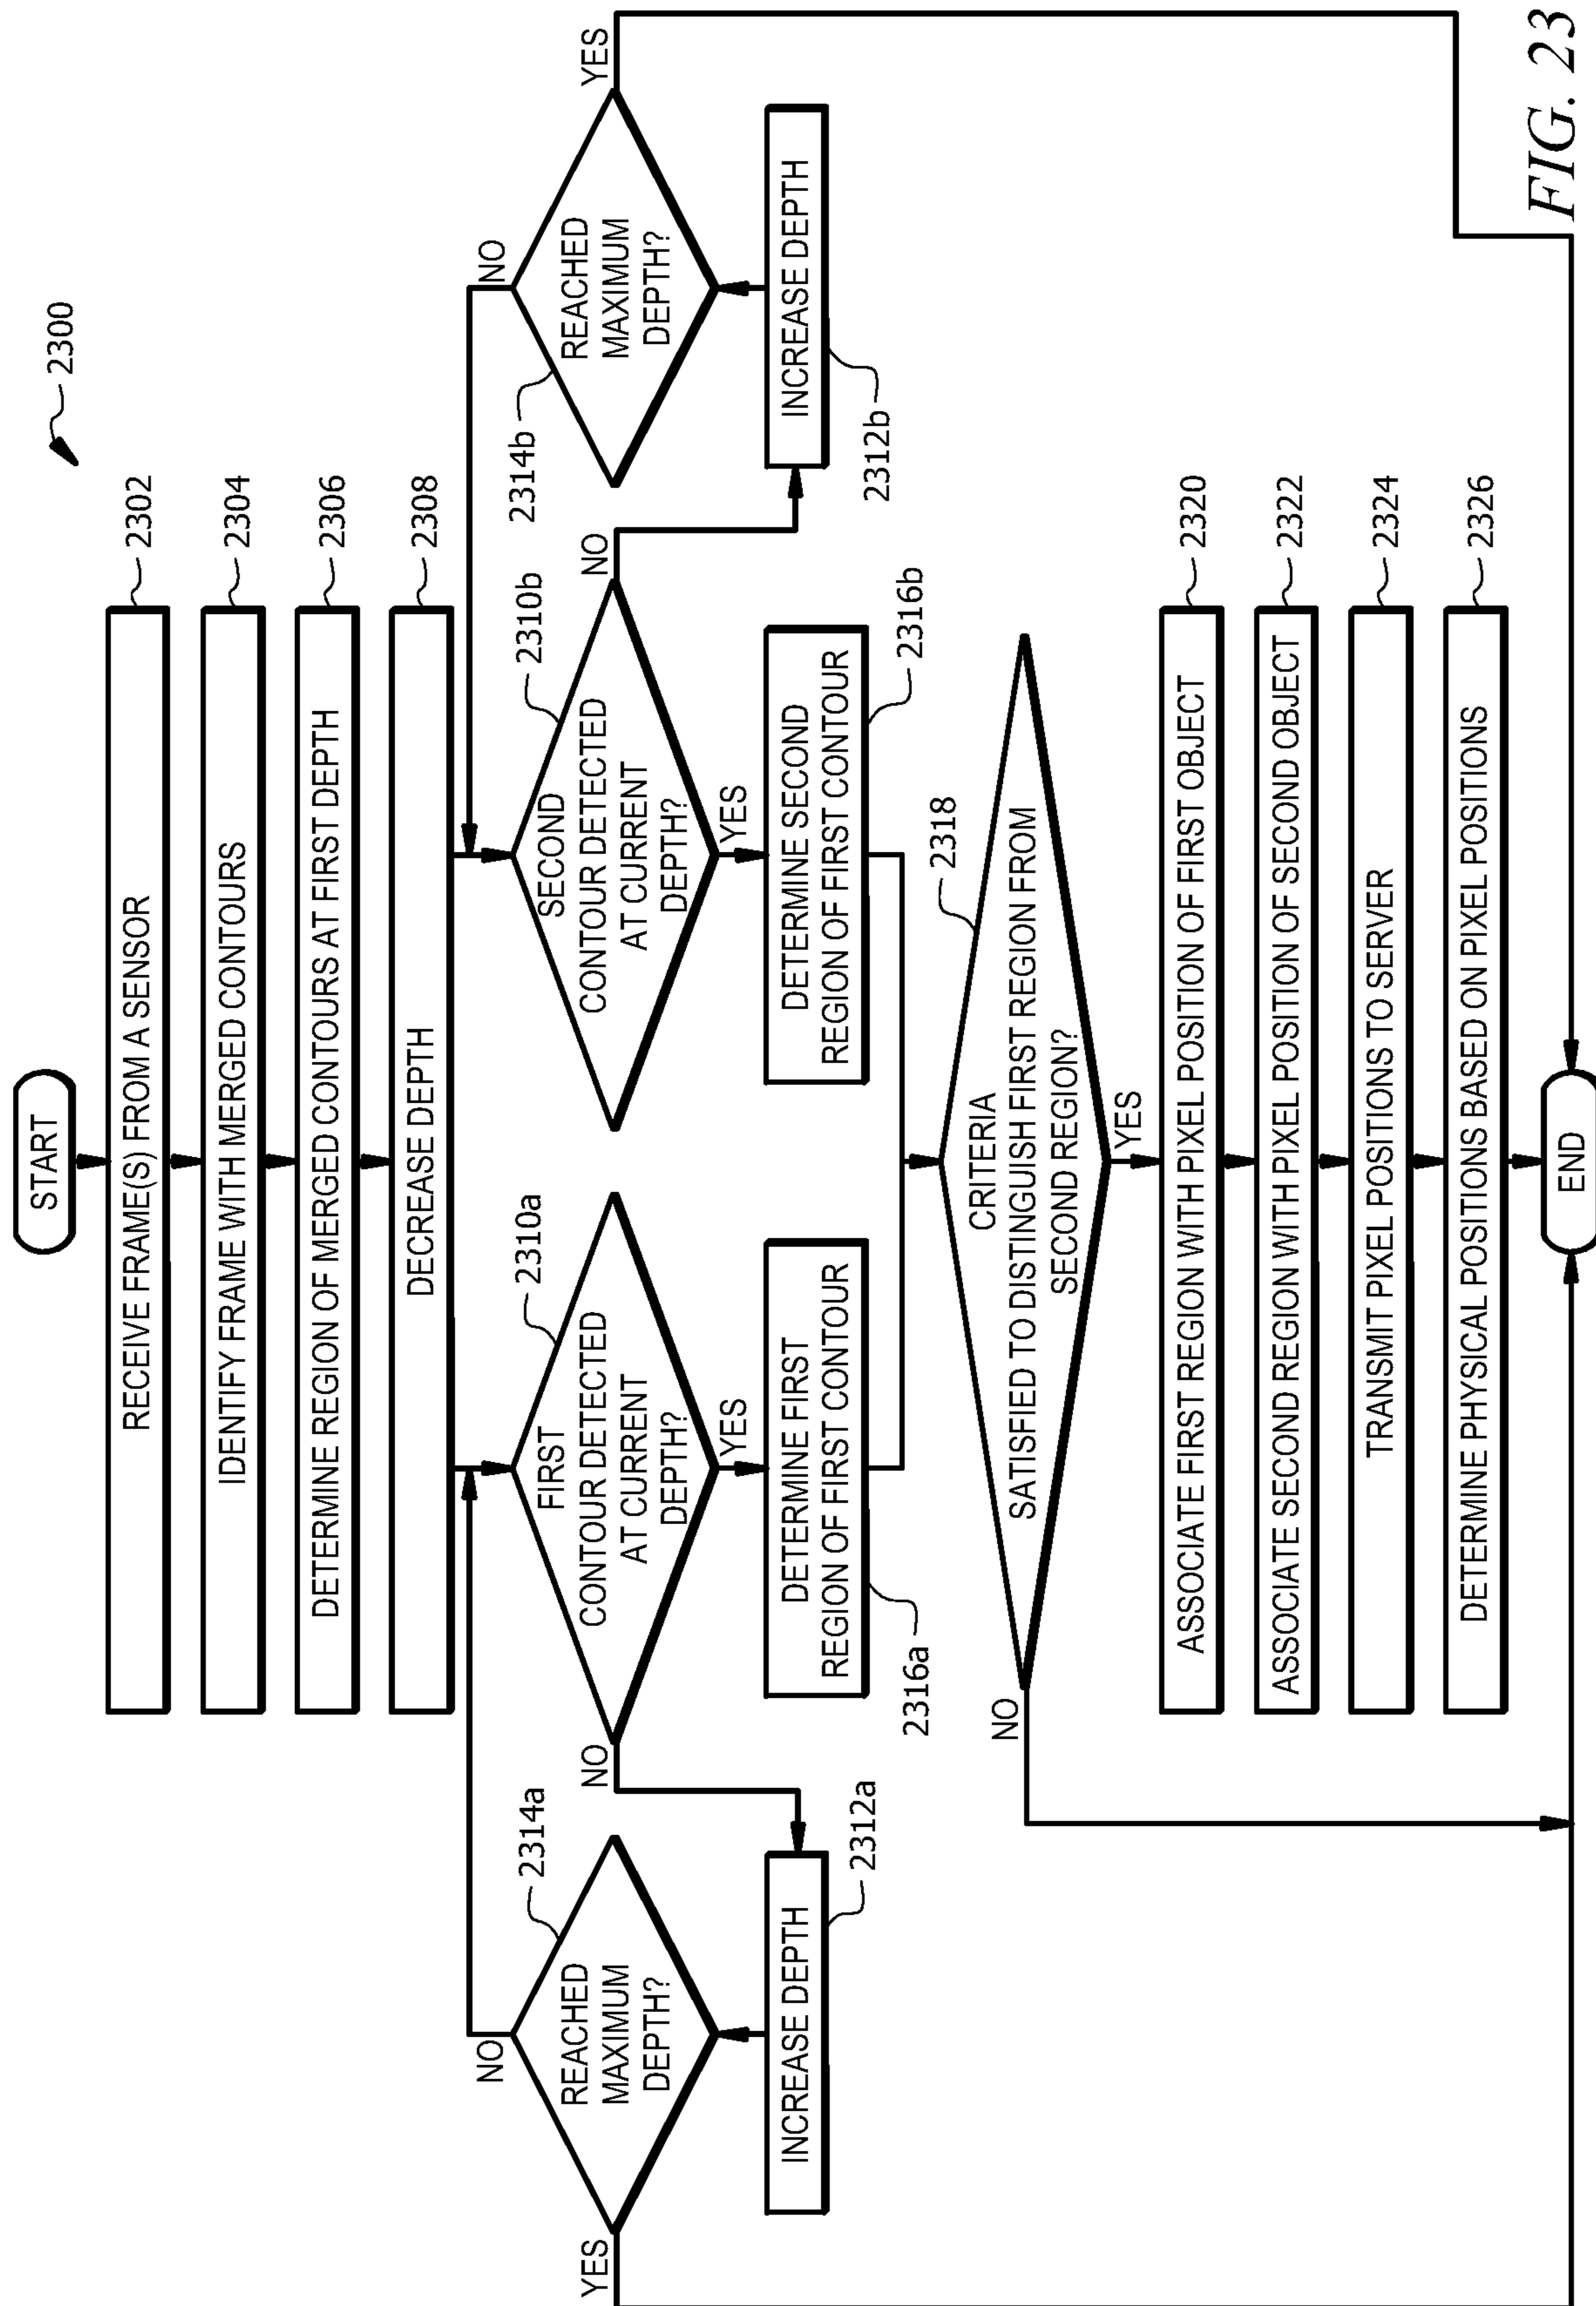 2300
START
RECEIVE FRAME(S) FROM A SENSOR
2302
IDENTIFY FRAME WITH MERGED CONTOURS
2304
DETERMINE REGION OF MERGED CONTOURS AT FIRST DEPTH
2306
DECREASE DEPTH
2308
FIRST
CONTOUR DETECTED
AT CURRENT
DEPTH?
2310a
NO
YES
INCREASE DEPTH
2312a
REACHED
MAXIMUM
DEPTH?
2314a
NO
YES
DETERMINE FIRST
REGION OF FIRST CONTOUR
2316a
SECOND
CONTOUR DETECTED
AT CURRENT
DEPTH?
2310b
NO
YES
INCREASE DEPTH
2312b
REACHED
MAXIMUM
DEPTH?
2314b
NO
YES
DETERMINE SECOND
REGION OF FIRST CONTOUR
2316b
CRITERIA
SATISFIED TO DISTINGUISH FIRST REGION FROM
SECOND REGION?
2318
NO
YES
ASSOCIATE FIRST REGION WITH PIXEL POSITION OF FIRST OBJECT
2320
ASSOCIATE SECOND REGION WITH PIXEL POSITION OF SECOND OBJECT
2322
TRANSMIT PIXEL POSITIONS TO SERVER
2324
DETERMINE PHYSICAL POSITIONS BASED ON PIXEL POSITIONS
2326
END
FIG. 23